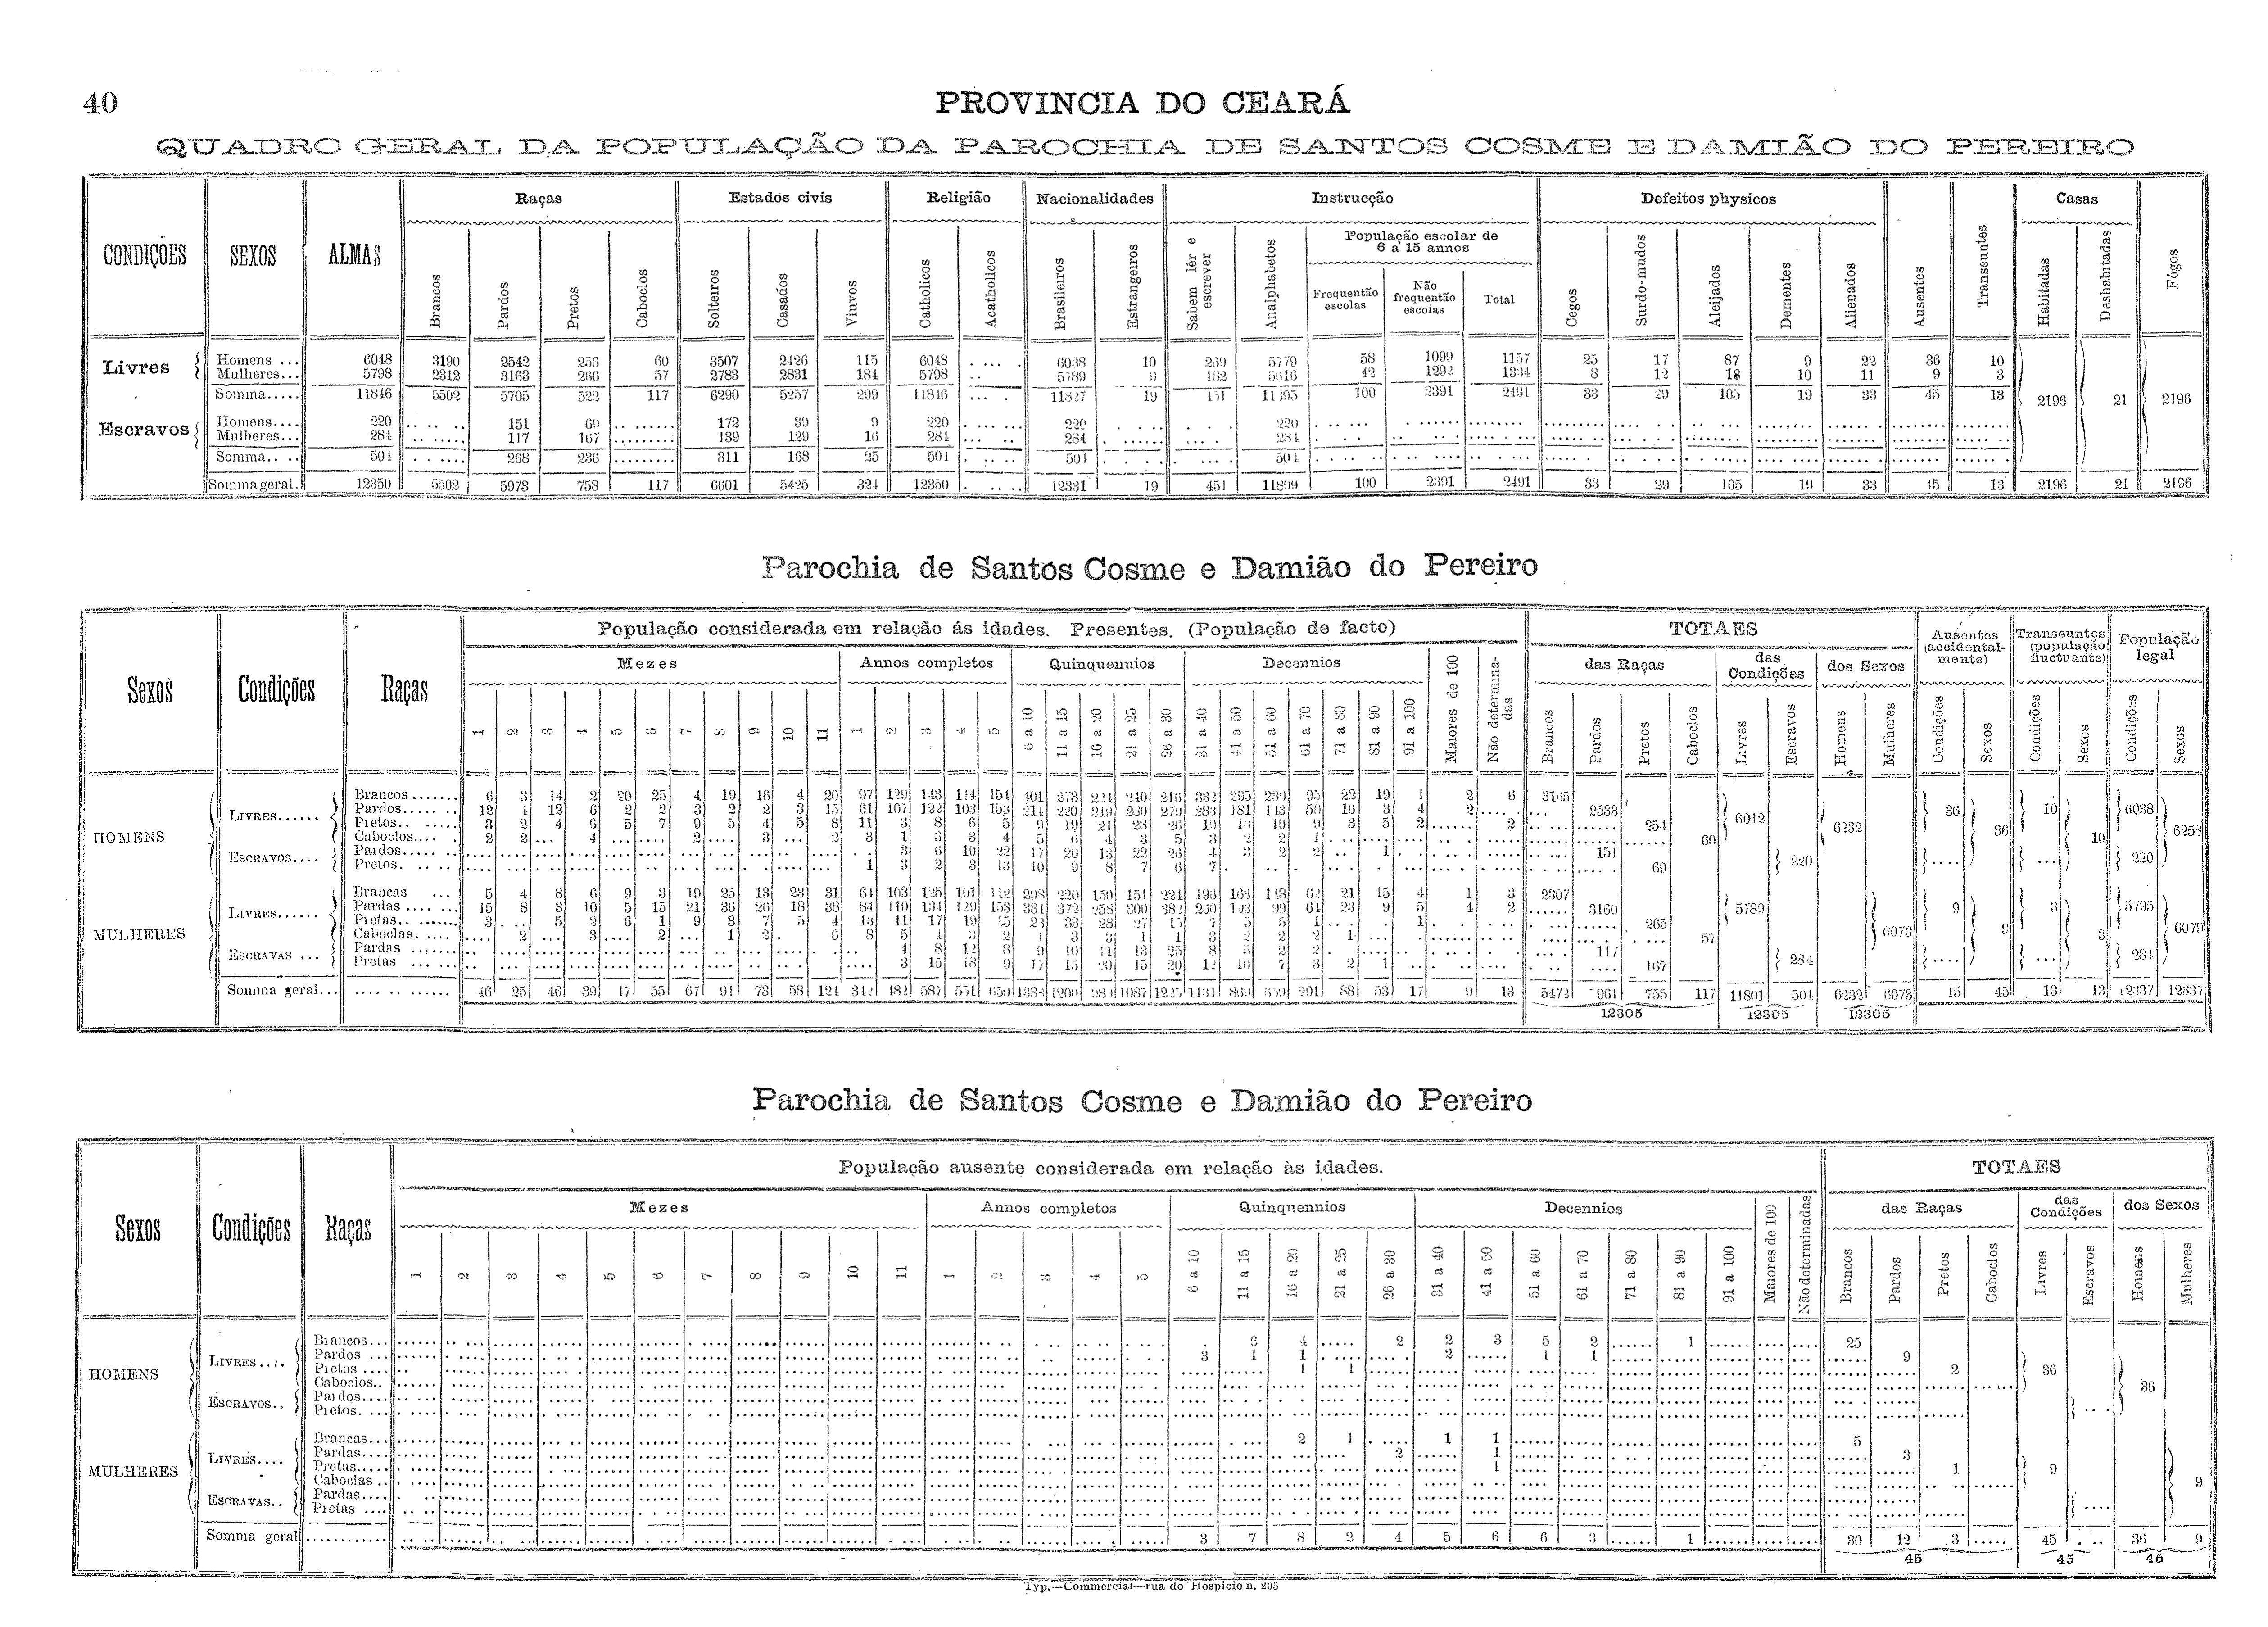 40
PROVINCIA DO CEARÁ
QUADRO GERAL DA POPULAÇÃO DA PAROCHIA DE SANTOS COSME E DAMIÃO DO PEREIRO
CONDIÇÕES SEXOS ALMAS Raças Estados civis Religião Nacionalidades Instrucção Defeitos physicos Ausentes Transeuntes Casas Fógos
População escolar de 6 a 15 annos
Brancos Pardos Pretos Caboclos Solteiros Casados Viuvos Catholicos Acatholicos Brasileiros Estrangeiros Sabem lêr e escrever Analphabetos Frequentão escolas Não frequentão escolas Total Cegos Surdo-mudos Aleijados Dementes Alienados Habitadas Deshabitadas
Livres Homens ... 6048 3190 2542 256 60 3507 2426 115 6048 6038 10 269 5779 58 1099 1157 25 17 87 9 22 36 10
Mulheres... 5798 2312 3163 266 57 2783 2831 184 5798 5789 9 182 5616 42 1292 1334 8 12 18 10 11 9 3
Somma..... 11846 5502 5705 522 117 6290 5257 299 11846 11827 19 451 11395 100 2391 2491 33 29 105 19 33 45 13 2196 21 2196
Escravos Homens.... 220 151 69 172 39 9 220 220 220
Mulheres... 284 117 167 139 129 16 284 284 284
Somma.. .. 504 268 236 311 168 25 504 504 504
Somma geral. 12350 5502 5973 758 117 6601 5425 324 12350 12331 19 451 11899 100 2391 2491 33 29 105 19 33 45 13 2196 21 2196
Parochia de Santos Cosme e Damião do Pereiro
Sexos Condições Raças População considerada em relação ás idades. Presentes. (População de facto) TOTAES Ausentes (accidentalmente) Transeuntes (população fluctuante) População legal
Mezes Annos completos Quinquennios Decennios Maiores de 100 Não determinadas das Raças das Condições dos Sexos
1 2 3 4 5 6 7 8 9 10 11 1 2 3 4 5 6 a 10 11 a 15 16 a 20 21 a 25 26 a 30 31 a 40 41 a 50 51 a 60 61 a 70 71 a 80 81 a 90 91 a 100 Brancos Pardos Pretos Caboclos Livres Escravos Homens Mulheres Condições Sexos Condições Sexos Condições Sexos
HOMENS LIVRES...... Brancos ....... 6 3 14 2 20 25 4 19 16 4 20 97 129 143 114 154 401 273 221 240 216 332 295 230 95 22 19 1 2 6 3165
Pardos...... 12 4 12 6 2 2 3 2 2 3 15 61 107 122 103 153 283 181 50 16 3 4 2 2533
Pretos.. ..... 3 2 4 6 5 7 9 5 4 5 8 11 3 8 6 5 9 19 21 28 26 19 16 19 9 3 5 2 2 254
Caboclos.... . 2 2 4 2 3 2 3 1 3 3 4 5 6 4 3 5 3 2 2 1 60
6012 6232 36 36 10 10 6038 6258
ESCRAVOS.... Pardos..... 3 6 10 22 17 20 13 22 26 4 3 2 2 1 151
Pretos. 1 3 2 3 13 10 9 8 7 6 7 69
220 220
MULHERES LIVRES...... Brancas ... 5 4 8 6 9 3 19 25 13 23 31 61 103 125 101 112 298 220 150 151 224 196 163 148 62 21 15 4 1 3 2307
Pardas .... ... 15 8 3 10 5 15 21 36 26 18 38 84 110 134 129 153 381 372 258 300 382 260 99 61 23 9 5 4 2 3160
Pretas.. ....... 3 5 2 6 1 9 3 7 5 4 13 11 17 19 15 23 33 28 27 15 7 5 5 1 1 265
Caboclas.... . 2 3 2 1 2 6 8 5 2 1 3 3 1 1 3 2 2 2 1 57
5789 6073 9 9 3 3 5795 6079
ESCRAVAS ... Pardas ...... 4 8 12 8 9 10 11 13 25 8 5 2 2 117
Pretas ... ... 3 15 18 9 17 15 20 15 20 12 10 7 3 2 1 167
284 284
Somma geral... 46 25 46 39 47 55 67 91 73 58 124 342 482 587 551 650 1227 1131 291 88 53 17 9 13 5472 961 755 117 11801 504 6232 6073 45 45 13 13 12337 12337
12305 12305 12305
Parochia de Santos Cosme e Damião do Pereiro
Sexos Condições Raças População ausente considerada em relação às idades. TOTAES
Mezes Annos completos Quinquennios Decennios Maiores de 100 Não determinadas das Raças das Condições dos Sexos
1 2 3 4 5 6 7 8 9 10 11 1 2 3 4 5 6 a 10 11 a 15 16 a 20 21 a 25 26 a 30 31 a 40 41 a 50 51 a 60 61 a 70 71 a 80 81 a 90 91 a 100 Brancos Pardos Pretos Caboclos Livres Escravos Homens Mulheres
HOMENS LIVRES.... Brancos... 6 4 2 2 3 5 2 1 25
Pardos .... 3 1 1 2 1 1 9
Pretos .... 1 1 2 36
Caboclos.. 36
ESCRAVOS.. Pardos....
Pretos. ...
MULHERES LIVRES.... Brancas... 2 1 1 1 5
Pardas.... 2 1 3
Pretas..... 1 1 9
Caboclas .. 9
ESCRAVAS.. Pardas....
Pretas ....
Somma geral 3 7 8 2 4 5 6 6 3 1 30 12 3 45 36 9
45 45 45
Typ.—Commercial—rua do Hospicio n. 205